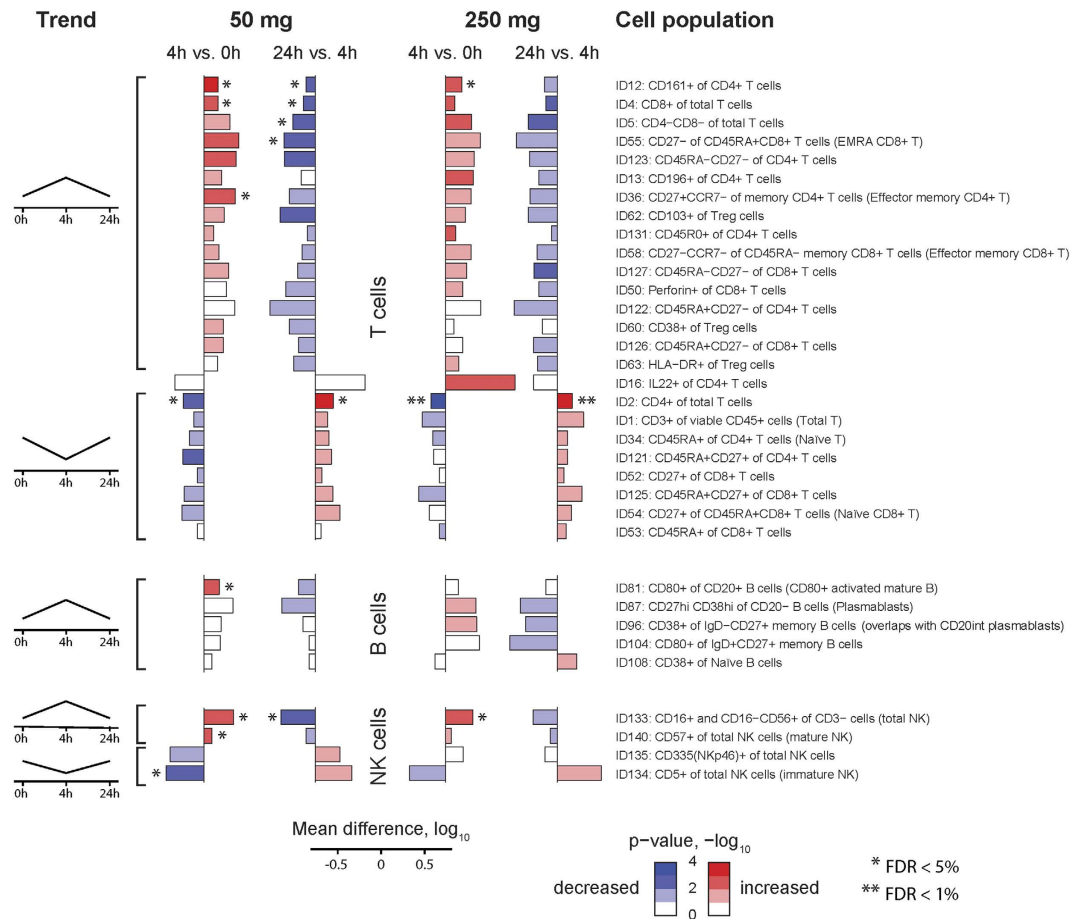 Trend 50 mg 250 mg Cell population
4h vs. 0h 24h vs. 4h 4h vs. 0h 24h vs. 4h
* * * ID12: CD161+ of CD4+ T cells
* * ID4: CD8+ of total T cells
* ID5: CD4−CD8− of total T cells
* ID55: CD27− of CD45RA+CD8+ T cells (EMRA CD8+ T)
ID123: CD45RA−CD27− of CD4+ T cells
ID13: CD196+ of CD4+ T cells
* ID36: CD27+CCR7− of memory CD4+ T cells (Effector memory CD4+ T)
0h 4h 24h
ID62: CD103+ of Treg cells
ID131: CD45R0+ of CD4+ T cells
ID58: CD27−CCR7− of CD45RA− memory CD8+ T cells (Effector memory CD8+ T)
ID127: CD45RA−CD27− of CD8+ T cells
ID50: Perforin+ of CD8+ T cells
T cells
ID122: CD45RA+CD27− of CD4+ T cells
ID60: CD38+ of Treg cells
ID126: CD45RA+CD27− of CD8+ T cells
ID63: HLA−DR+ of Treg cells
ID16: IL22+ of CD4+ T cells
* * ** ** ID2: CD4+ of total T cells
ID1: CD3+ of viable CD45+ cells (Total T)
ID34: CD45RA+ of CD4+ T cells (Naïve T)
ID121: CD45RA+CD27+ of CD4+ T cells
0h 4h 24h
ID52: CD27+ of CD8+ T cells
ID125: CD45RA+CD27+ of CD8+ T cells
ID54: CD27+ of CD45RA+CD8+ T cells (Naïve CD8+ T)
ID53: CD45RA+ of CD8+ T cells
* ID81: CD80+ of CD20+ B cells (CD80+ activated mature B)
ID87: CD27hi CD38hi of CD20− B cells (Plasmablasts)
B cells
ID96: CD38+ of IgD−CD27+ memory B cells (overlaps with CD20int plasmablasts)
0h 4h 24h
ID104: CD80+ of IgD+CD27+ memory B cells
ID108: CD38+ of Naïve B cells
* * * ID133: CD16+ and CD16−CD56+ of CD3− cells (total NK)
0h 4h 24h
* ID140: CD57+ of total NK cells (mature NK)
NK cells
ID135: CD335(NKp46)+ of total NK cells
* ID134: CD5+ of total NK cells (immature NK)
0h 4h 24h
Mean difference, log10
-0.5 0 0.5
p−value, −log10
decreased 4 2 0 increased
* FDR < 5%
** FDR < 1%